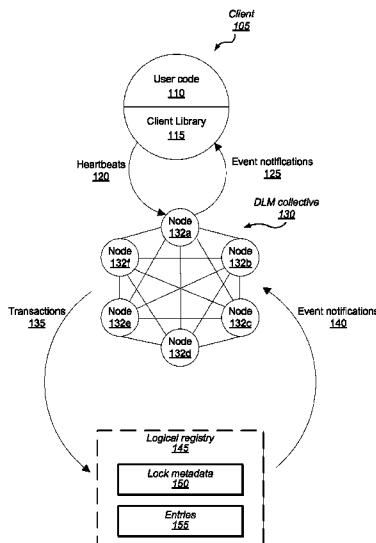 Client
105
User code
110
Client Library
115
Heartbeats
120
Event notifications
125
DLM collective
130
Node
132a
Node
132f
Node
132b
Node
132e
Node
132c
Node
132d
Transactions
135
Event notifications
140
Logical registry
145
Lock metadata
150
Entries
155